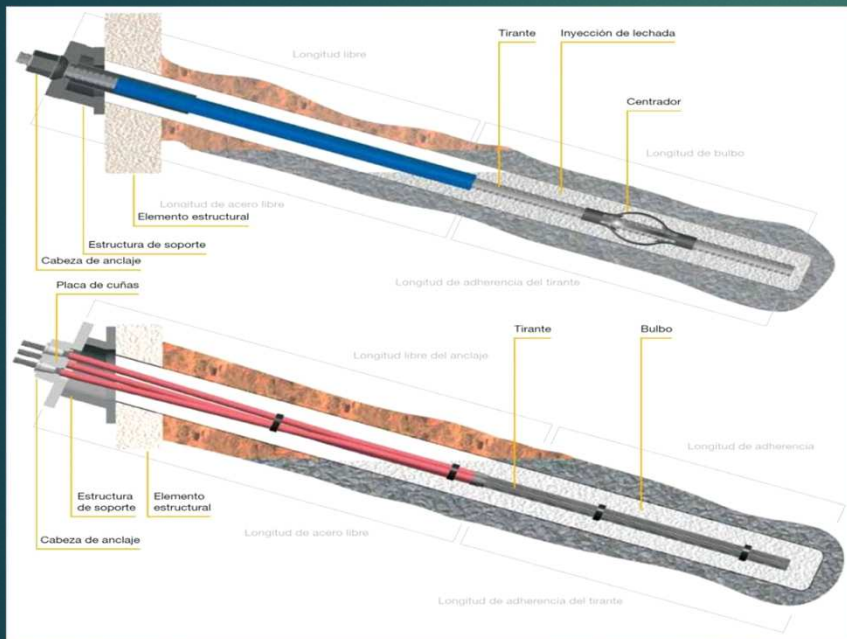 Longitud libre
Tirante
Inyección de lechada
Centrador
Longitud de bulbo
Longitud de acero libre
Elemento estructural
Estructura de soporte
Cabeza de anclaje
Longitud de adherencia del tirante
Placa de cuñas
Tirante
Bulbo
Longitud libre del anclaje
Longitud de adherencia
Estructura
de soporte
Elemento
estructural
Longitud de acero libre
Cabeza de anclaje
Longitud de adherencia del tirante